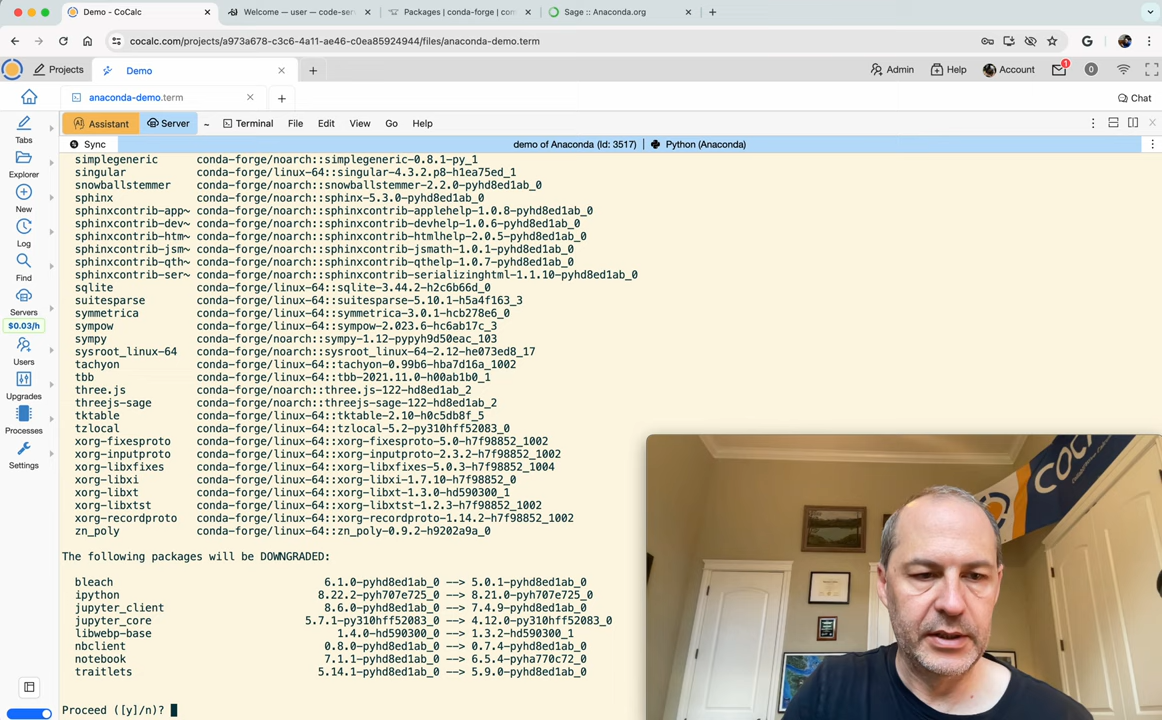 Demo - CoCalc
Welcome — user — code-serv
Packages | conda-forge | com
Sage :: Anaconda.org
cocalc.com/projects/a973a678-c3c6-4a11-ae46-c0ea85924944/files/anaconda-demo.term
Projects
Demo
Admin
Help
Account
1
0
anaconda-demo.term
Chat
Tabs
Explorer
New
Log
Find
Servers
$0.03/h
Users
Upgrades
Processes
Settings
Assistant
Server
Terminal
File
Edit
View
Go
Help
Sync
demo of Anaconda (Id: 3517) | Python (Anaconda)
simplegeneric conda-forge/noarch::simplegeneric-0.8.1-py_1
singular conda-forge/linux-64::singular-4.3.2.p8-h1ea75ed_1
snowballstemmer conda-forge/noarch::snowballstemmer-2.2.0-pyhd8ed1ab_0
sphinx conda-forge/noarch::sphinx-5.3.0-pyhd8ed1ab_0
sphinxcontrib-app~ conda-forge/noarch::sphinxcontrib-applehelp-1.0.8-pyhd8ed1ab_0
sphinxcontrib-dev~ conda-forge/noarch::sphinxcontrib-devhelp-1.0.6-pyhd8ed1ab_0
sphinxcontrib-htm~ conda-forge/noarch::sphinxcontrib-htmlhelp-2.0.5-pyhd8ed1ab_0
sphinxcontrib-jsm~ conda-forge/noarch::sphinxcontrib-jsmath-1.0.1-pyhd8ed1ab_0
sphinxcontrib-qth~ conda-forge/noarch::sphinxcontrib-qthelp-1.0.7-pyhd8ed1ab_0
sphinxcontrib-ser~ conda-forge/noarch::sphinxcontrib-serializinghtml-1.1.10-pyhd8ed1ab_0
sqlite conda-forge/linux-64::sqlite-3.44.2-h2c6b66d_0
suitesparse conda-forge/linux-64::suitesparse-5.10.1-h5a4f163_3
symmetrica conda-forge/linux-64::symmetrica-3.0.1-hcb278e6_0
sympow conda-forge/linux-64::sympow-2.023.6-hc6ab17c_3
sympy conda-forge/noarch::sympy-1.12-pypyh9d50eac_103
sysroot_linux-64 conda-forge/noarch::sysroot_linux-64-2.12-he073ed8_17
tachyon conda-forge/linux-64::tachyon-0.99b6-hba7d16a_1002
tbb conda-forge/linux-64::tbb-2021.11.0-h00ab1b0_1
three.js conda-forge/noarch::three.js-122-hd8ed1ab_2
threejs-sage conda-forge/noarch::threejs-sage-122-hd8ed1ab_2
tktable conda-forge/linux-64::tktable-2.10-h0c5db8f_5
tzlocal conda-forge/linux-64::tzlocal-5.2-py310hff52083_0
xorg-fixesproto conda-forge/linux-64::xorg-fixesproto-5.0-h7f98852_1002
xorg-inputproto conda-forge/linux-64::xorg-inputproto-2.3.2-h7f98852_1002
xorg-libxfixes conda-forge/linux-64::xorg-libxfixes-5.0.3-h7f98852_1004
xorg-libxi conda-forge/linux-64::xorg-libxi-1.7.10-h7f98852_0
xorg-libxt conda-forge/linux-64::xorg-libxt-1.3.0-hd590300_1
xorg-libxtst conda-forge/linux-64::xorg-libxtst-1.2.3-h7f98852_1002
xorg-recordproto conda-forge/linux-64::xorg-recordproto-1.14.2-h7f98852_1002
zn_poly conda-forge/linux-64::zn_poly-0.9.2-h9202a9a_0
The following packages will be DOWNGRADED:
bleach 6.1.0-pyhd8ed1ab_0 --> 5.0.1-pyhd8ed1ab_0
ipython 8.22.2-pyh707e725_0 --> 8.21.0-pyh707e725_0
jupyter_client 8.6.0-pyhd8ed1ab_0 --> 7.4.9-pyhd8ed1ab_0
jupyter_core 5.7.1-py310hff52083_0 --> 4.12.0-py310hff52083_0
libwebp-base 1.4.0-hd590300_0 --> 1.3.2-hd590300_1
nbclient 0.8.0-pyhd8ed1ab_0 --> 0.7.4-pyhd8ed1ab_0
notebook 7.1.1-pyhd8ed1ab_0 --> 6.5.4-pyha770c72_0
traitlets 5.14.1-pyhd8ed1ab_0 --> 5.9.0-pyhd8ed1ab_0
Proceed ([y]/n)?